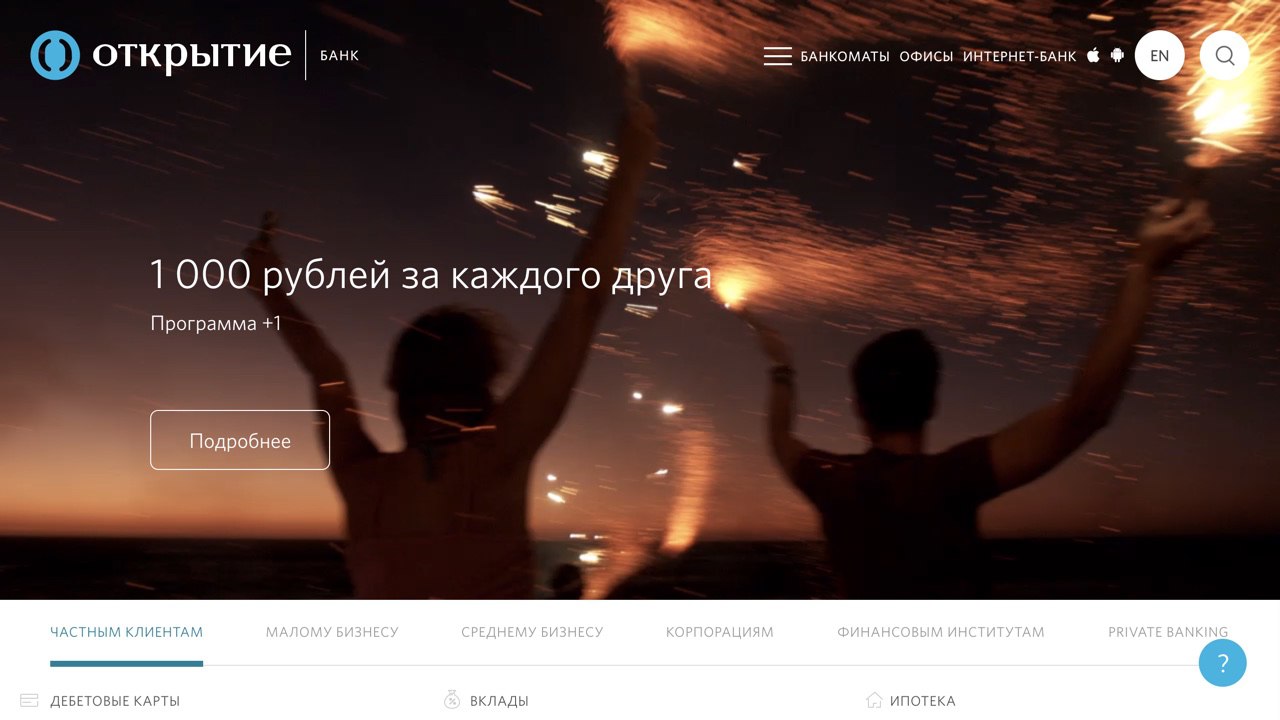 открытие БАНК
БАНКОМАТЫ ОФИСЫ ИНТЕРНЕТ-БАНК EN
1 000 рублей за каждого друга
Программа +1
Подробнее
ЧАСТНЫМ КЛИЕНТАМ МАЛОМУ БИЗНЕСУ СРЕДНЕМУ БИЗНЕСУ КОРПОРАЦИЯМ ФИНАНСОВЫМ ИНСТИТУТАМ PRIVATE BANKING
?
ДЕБЕТОВЫЕ КАРТЫ ВКЛАДЫ ИПОТЕКА